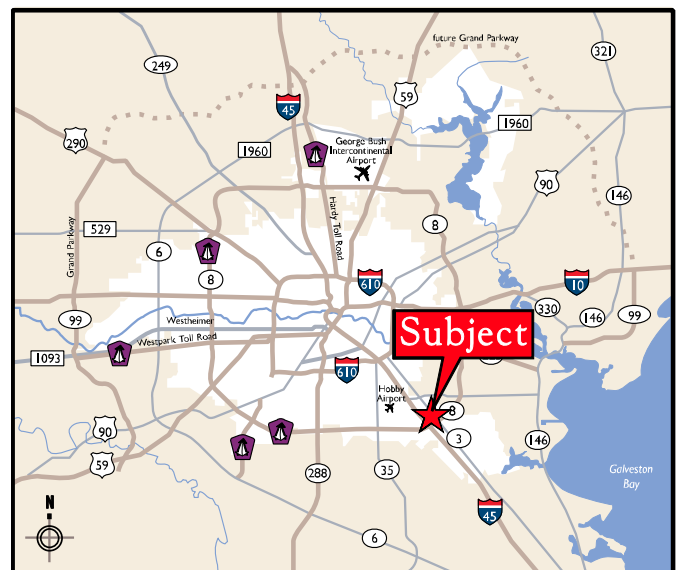 future Grand Parkway
321
249
59
45
1960
290
1960
George Bush
Intercontinental
Airport
90
146
Hardy Toll Road
8
529
Grand Parkway
6
8
610
10
330
146
99
99
Westheimer
Subject
Westpark Toll Road
1093
610
Hobby
Airport
8
90
3
146
59
288
35
Galveston
Bay
N
45
6